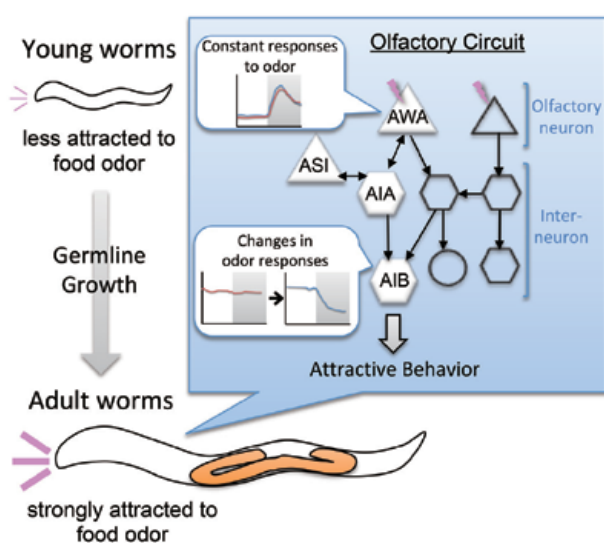 Young worms
less attracted to
food odor
Germline
Growth
Adult worms
strongly attracted to
food odor
Olfactory Circuit
Constant responses
to odor
AWA
ASI
AIA
Changes in
odor responses
AIB
Attractive Behavior
Olfactory
neuron
Inter-
neuron